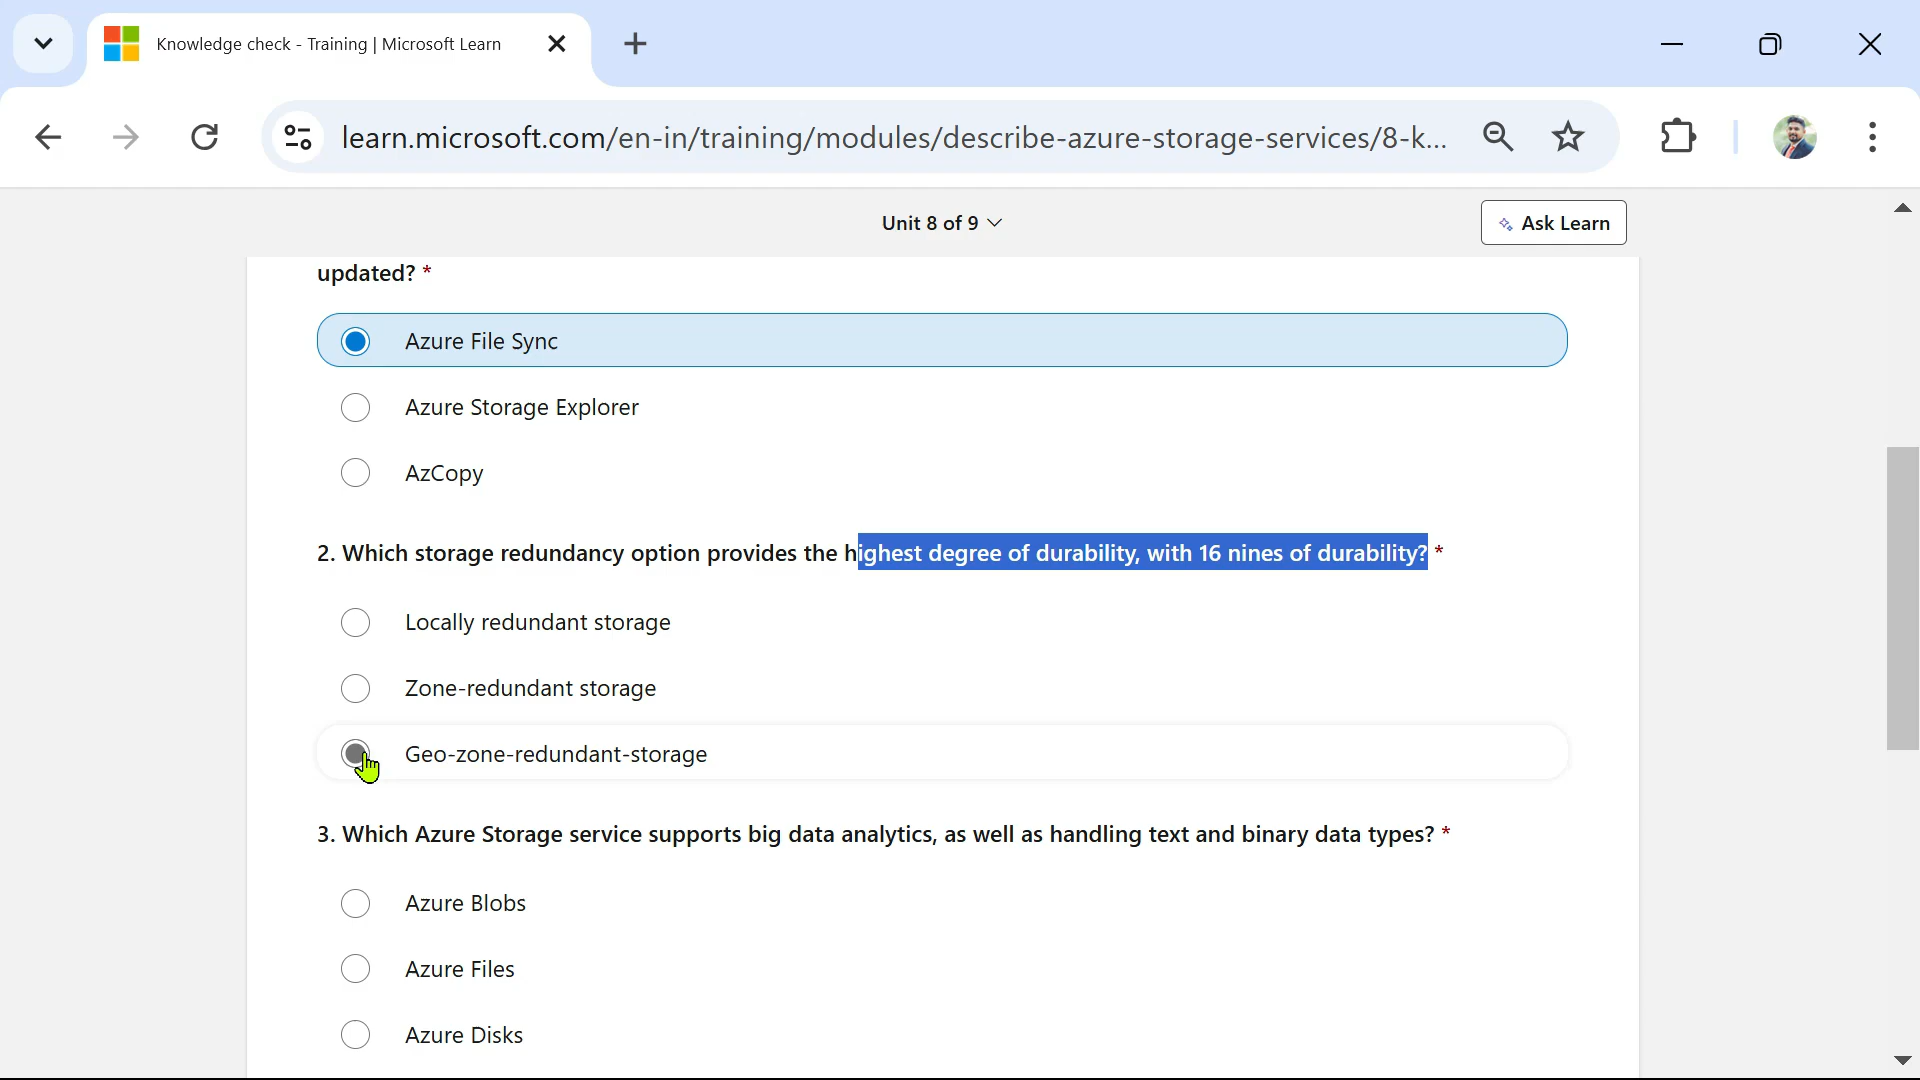 Knowledge check - Training | Microsoft Learn
learn.microsoft.com/en-in/training/modules/describe-azure-storage-services/8-k...
Unit 8 of 9
Ask Learn
updated? *
Azure File Sync
Azure Storage Explorer
AzCopy
2. Which storage redundancy option provides the highest degree of durability, with 16 nines of durability? *
Locally redundant storage
Zone-redundant storage
Geo-zone-redundant-storage
3. Which Azure Storage service supports big data analytics, as well as handling text and binary data types? *
Azure Blobs
Azure Files
Azure Disks